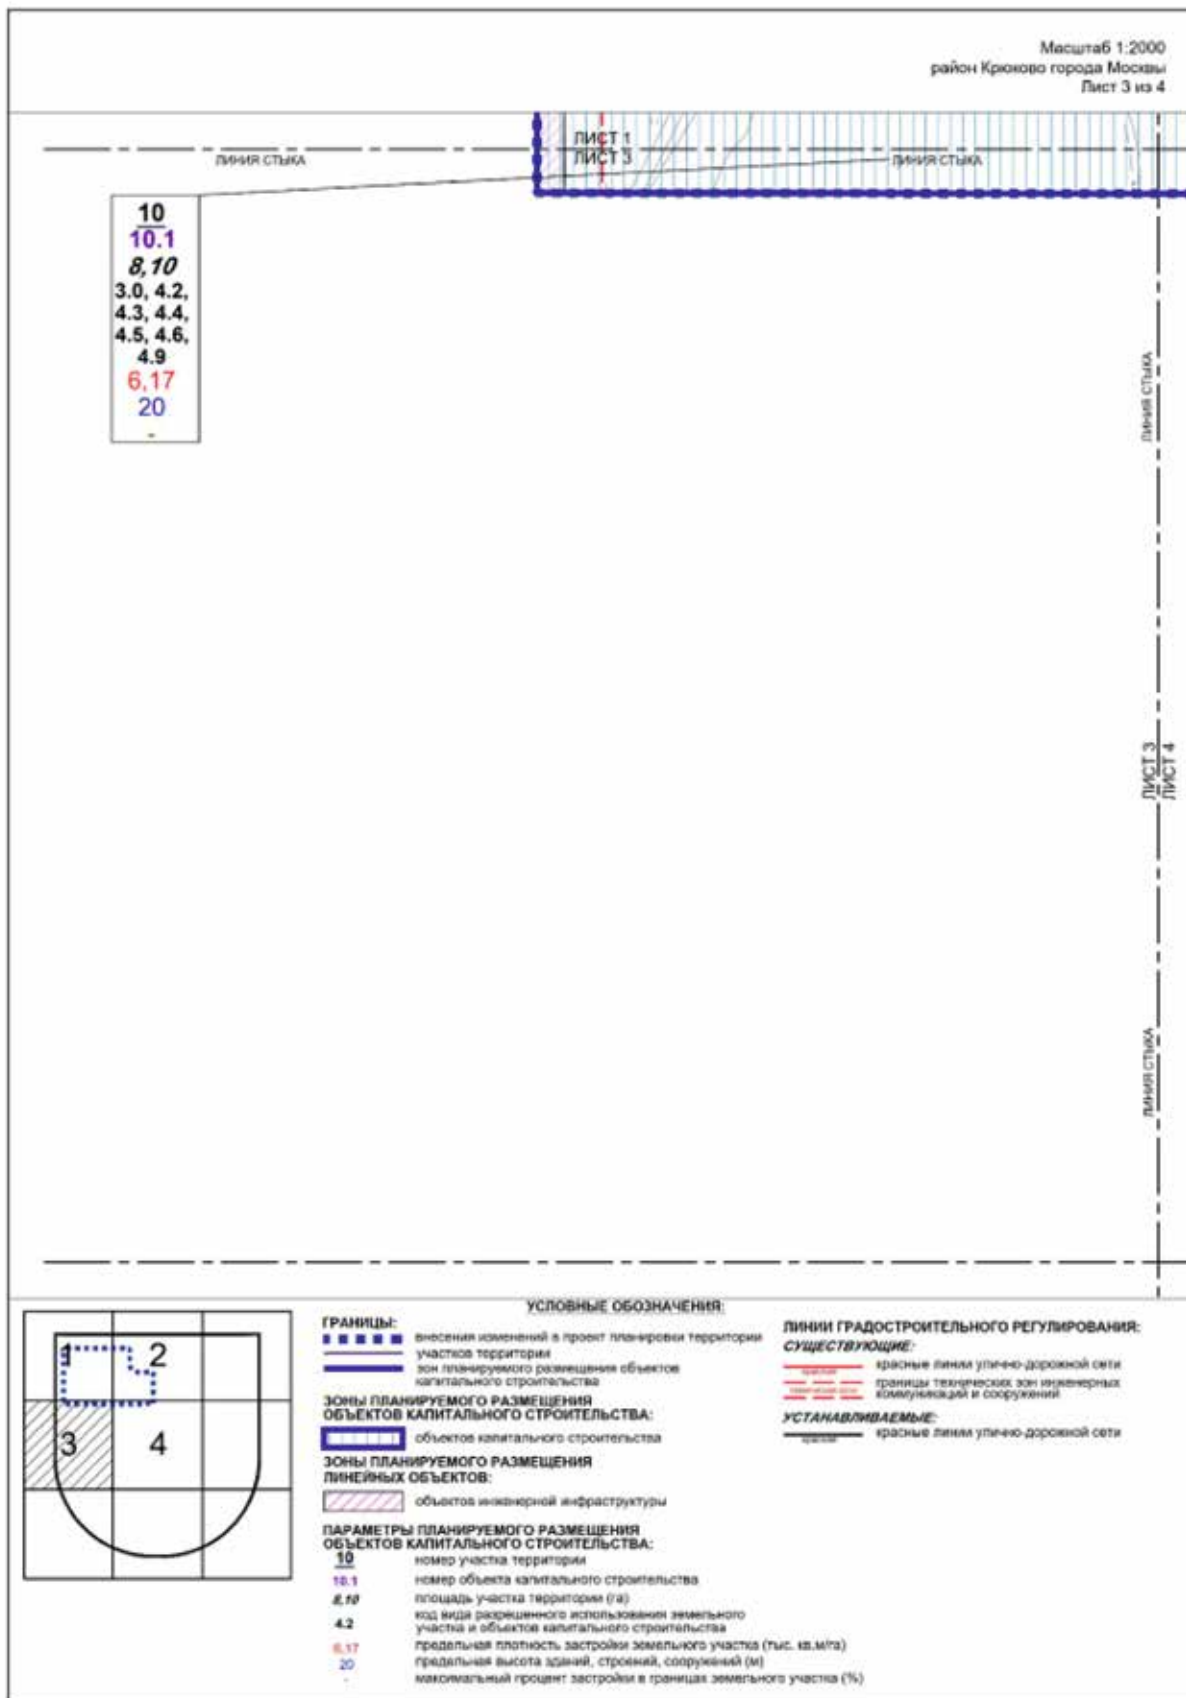 Масштаб 1:2000
район Крюково города Москвы
Лист 3 из 4
ЛИСТ 1
ЛИНИЯ СТЫКА
ЛИСТ 3
ЛИНИЯ СТЫКА
10
10.1
8,10
3.0, 4.2,
4.3, 4.4,
4.5, 4.6,
4.9
6,17
20
-
ЛИНИЯ СТЫКА
ЛИСТ 3
ЛИСТ 4
ЛИНИЯ СТЫКА
1
2
3
4
УСЛОВНЫЕ ОБОЗНАЧЕНИЯ:
ГРАНИЦЫ:
внесения изменений в проект планировки территории
участков территории
зон планируемого размещения объектов
капитального строительства
ЗОНЫ ПЛАНИРУЕМОГО РАЗМЕЩЕНИЯ
ОБЪЕКТОВ КАПИТАЛЬНОГО СТРОИТЕЛЬСТВА:
объектов капитального строительства
ЗОНЫ ПЛАНИРУЕМОГО РАЗМЕЩЕНИЯ
ЛИНЕЙНЫХ ОБЪЕКТОВ:
объектов инженерной инфраструктуры
ПАРАМЕТРЫ ПЛАНИРУЕМОГО РАЗМЕЩЕНИЯ
ОБЪЕКТОВ КАПИТАЛЬНОГО СТРОИТЕЛЬСТВА:
10 номер участка территории
10.1 номер объекта капитального строительства
8,10 площадь участка территории (га)
4.2 код вида разрешенного использования земельного
участка и объектов капитального строительства
6,17 предельная плотность застройки земельного участка (тыс. кв.м/га)
20 предельная высота зданий, строений, сооружений (м)
- максимальный процент застройки в границах земельного участка (%)
ЛИНИИ ГРАДОСТРОИТЕЛЬНОГО РЕГУЛИРОВАНИЯ:
СУЩЕСТВУЮЩИЕ:
красные линии улично-дорожной сети
границы технических зон инженерных
коммуникаций и сооружений
УСТАНАВЛИВАЕМЫЕ:
красные линии улично-дорожной сети